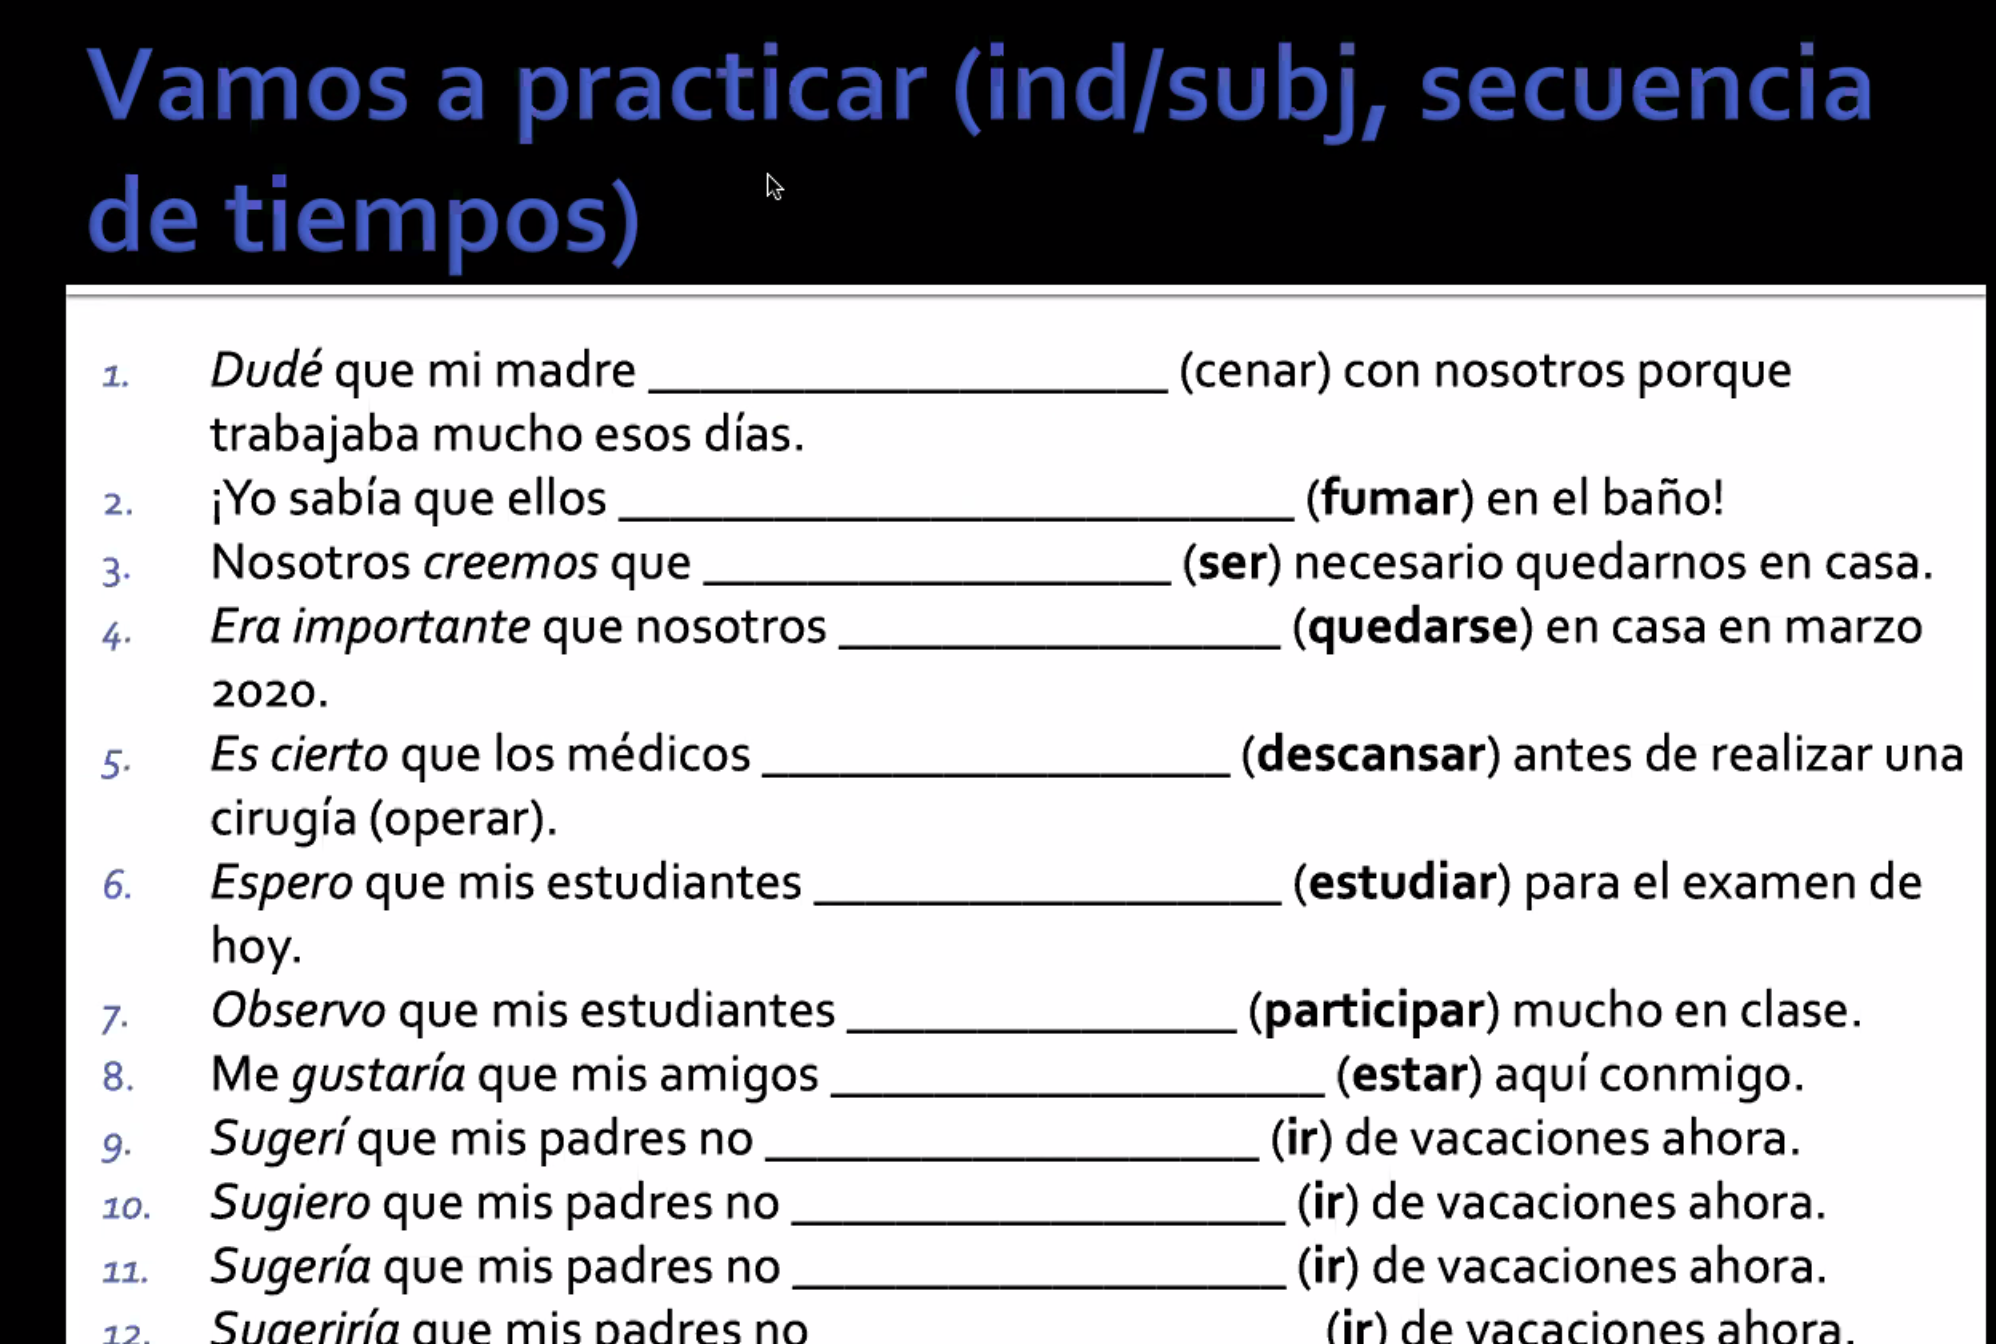 Vamos a practicar (ind/subj, secuencia
de tiempos)
1. Dudé que mi madre ____________________ (cenar) con nosotros porque
trabajaba mucho esos días.
2. ¡Yo sabía que ellos __________________________ (fumar) en el baño!
3. Nosotros creemos que __________________ (ser) necesario quedarnos en casa.
4. Era importante que nosotros _________________ (quedarse) en casa en marzo
2020.
5. Es cierto que los médicos __________________ (descansar) antes de realizar una
cirugía (operar).
6. Espero que mis estudiantes __________________ (estudiar) para el examen de
hoy.
7. Observo que mis estudiantes _______________ (participar) mucho en clase.
8. Me gustaría que mis amigos ___________________ (estar) aquí conmigo.
9. Sugerí que mis padres no ___________________ (ir) de vacaciones ahora.
10. Sugiero que mis padres no ___________________ (ir) de vacaciones ahora.
11. Sugería que mis padres no ___________________ (ir) de vacaciones ahora.
12. Sugeriría que mis padres no (ir) de vacaciones ahora.